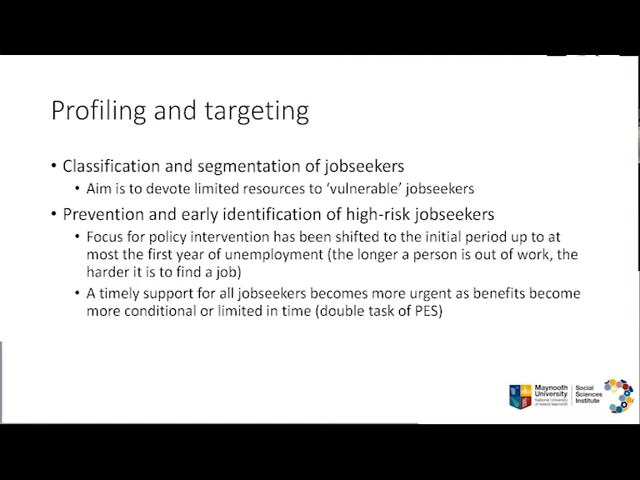 Profiling and targeting
• Classification and segmentation of jobseekers
• Aim is to devote limited resources to ‘vulnerable’ jobseekers
• Prevention and early identification of high-risk jobseekers
• Focus for policy intervention has been shifted to the initial period up to at
most the first year of unemployment (the longer a person is out of work, the
harder it is to find a job)
• A timely support for all jobseekers becomes more urgent as benefits become
more conditional or limited in time (double task of PES)
Maynooth
University
National University
of Ireland Maynooth
Social
Sciences
Institute